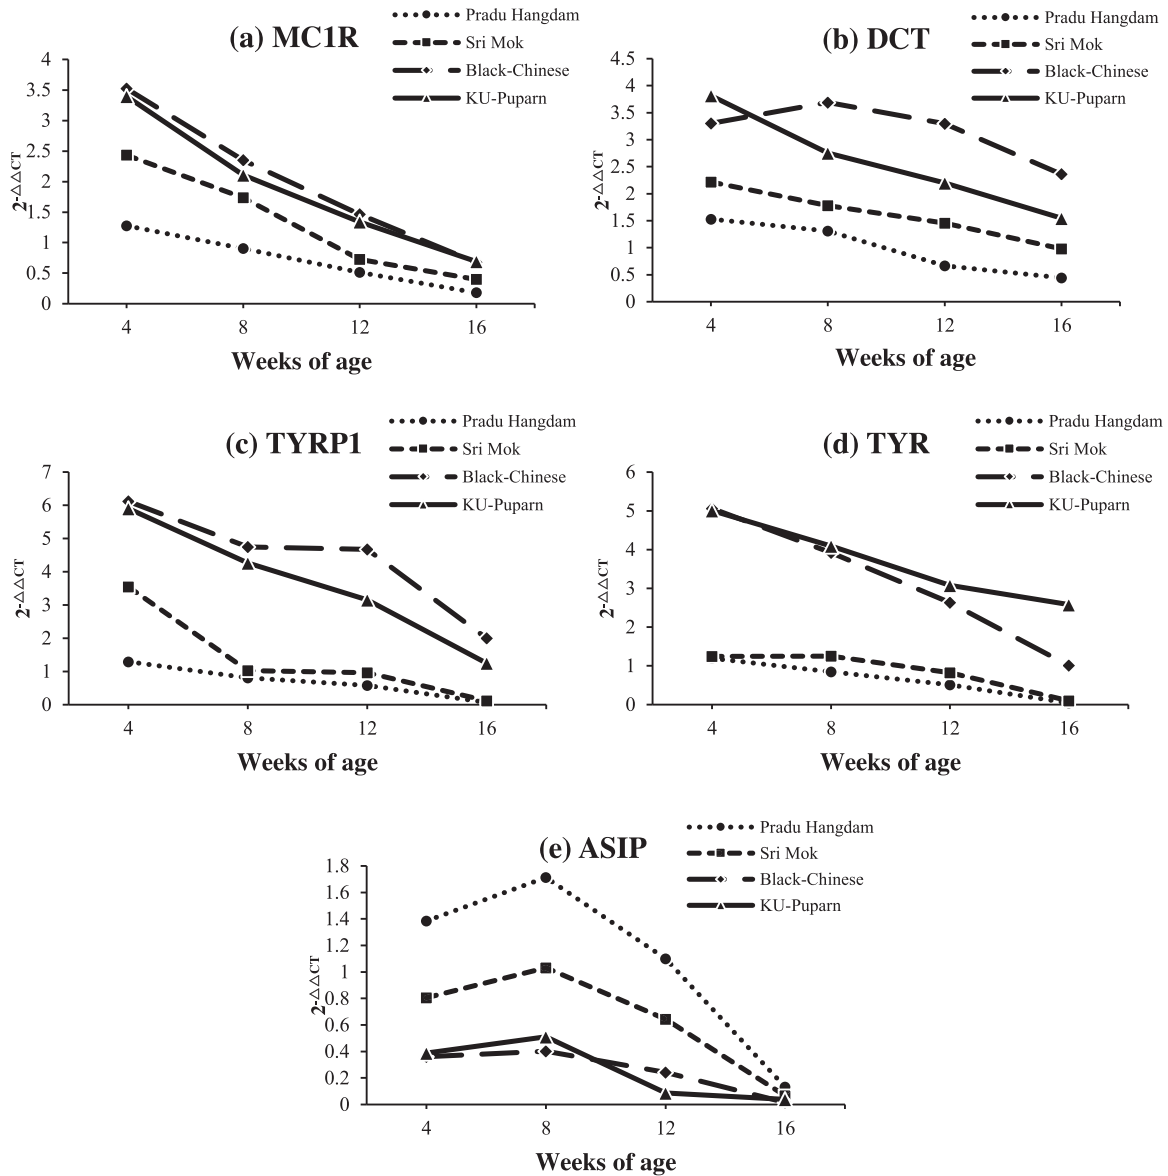 (a) MC1R
Pradu Hangdam
Sri Mok
Black-Chinese
KU-Puparn
2-△△CT
4
3.5
3
2.5
2
1.5
1
0.5
0
4 8 12 16
Weeks of age
(b) DCT
Pradu Hangdam
Sri Mok
Black-Chinese
KU-Puparn
2-△△CT
4.5
4
3.5
3
2.5
2
1.5
1
0.5
0
4 8 12 16
Weeks of age
(c) TYRP1
Pradu Hangdam
Sri Mok
Black-Chinese
KU-Puparn
2-△△CT
7
6
5
4
3
2
1
0
4 8 12 16
Weeks of age
(d) TYR
Pradu Hangdam
Sri Mok
Black-Chinese
KU-Puparn
2-△△CT
6
5
4
3
2
1
0
4 8 12 16
Weeks of age
(e) ASIP
Pradu Hangdam
Sri Mok
Black-Chinese
KU-Puparn
2-△△CT
1.8
1.6
1.4
1.2
1
0.8
0.6
0.4
0.2
0
4 8 12 16
Weeks of age